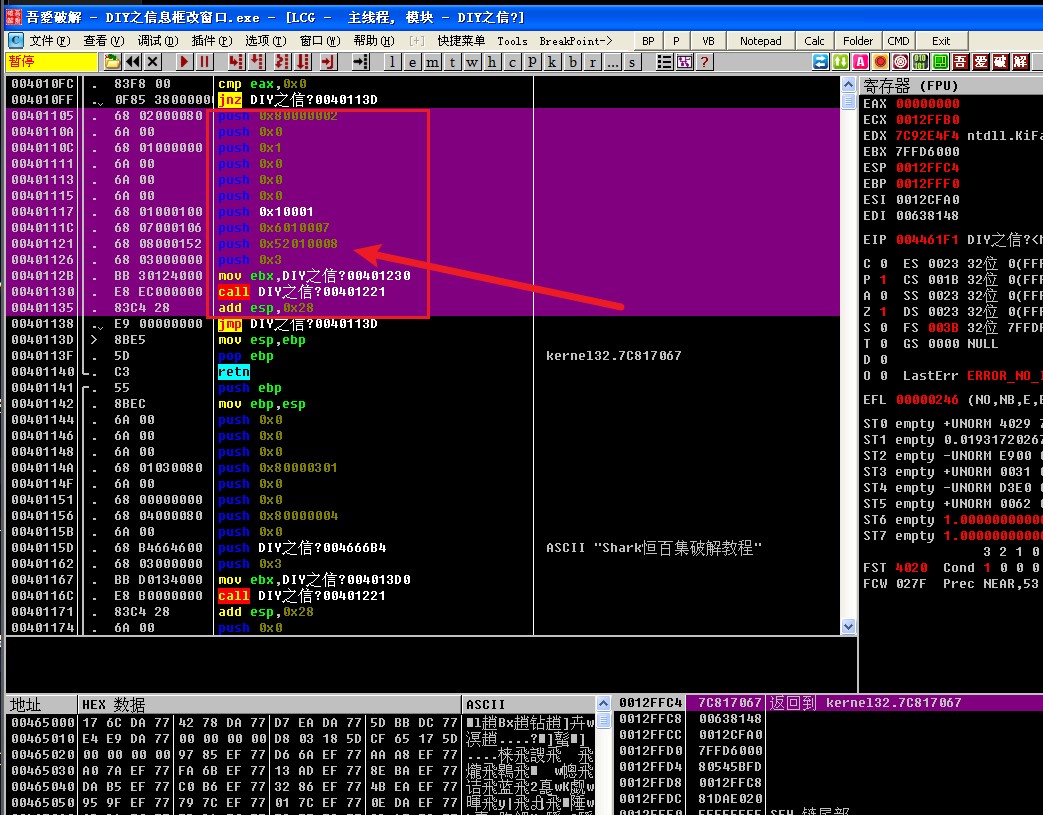 吾愛破解 - DIY之信息框改窗口.exe - [LCG - 主线程, 模块 - DIY之信?]
文件(F) 查看(V) 调试(D) 插件(P) 选项(T) 窗口(W) 帮助(H) [+] 快捷菜单 Tools BreakPoint-> BP P VB Notepad Calc Folder CMD Exit
暂停 l e m t w h c P k b r ... s ? 吾 爱 破 解
004010FC . 83F8 00 cmp eax,0x0
004010FF .﹀ 0F85 38000000 jnz DIY之信?0040113D
00401105 . 68 02000080 push 0x80000002
0040110A . 6A 00 push 0x0
0040110C . 68 01000000 push 0x1
00401111 . 6A 00 push 0x0
00401113 . 6A 00 push 0x0
00401115 . 6A 00 push 0x0
00401117 . 68 01000100 push 0x10001
0040111C . 68 07000106 push 0x6010007
00401121 . 68 08000152 push 0x52010008
00401126 . 68 03000000 push 0x3
0040112B . BB 30124000 mov ebx,DIY之信?00401230
00401130 . E8 EC000000 call DIY之信?00401221
00401135 . 83C4 28 add esp,0x28
00401138 .﹀ E9 00000000 jmp DIY之信?0040113D
0040113D > 8BE5 mov esp,ebp
0040113F . 5D pop ebp kernel32.7C817067
00401140 . C3 retn
00401141 . 55 push ebp
00401142 . 8BEC mov ebp,esp
00401144 . 6A 00 push 0x0
00401146 . 6A 00 push 0x0
00401148 . 6A 00 push 0x0
0040114A . 68 01030080 push 0x80000301
0040114F . 6A 00 push 0x0
00401151 . 68 00000000 push 0x0
00401156 . 68 04000080 push 0x80000004
0040115B . 6A 00 push 0x0
0040115D . 68 B4664600 push DIY之信?004666B4 ASCII "Shark恒百集破解教程"
00401162 . 68 03000000 push 0x3
00401167 . BB D0134000 mov ebx,DIY之信?004013D0
0040116C . E8 B0000000 call DIY之信?00401221
00401171 . 83C4 28 add esp,0x28
00401174 . 6A 00 push 0x0
寄存器 (FPU)
EAX 00000000
ECX 0012FFB0
EDX 7C92E4F4 ntdll.KiFa
EBX 7FFD6000
ESP 0012FFC4
EBP 0012FFF0
ESI 0012CFA0
EDI 00638148
EIP 004461F1 DIY之信?<
C 0 ES 0023 32位 0(FFF
P 1 CS 001B 32位 0(FFF
A 0 SS 0023 32位 0(FFF
Z 1 DS 0023 32位 0(FFF
S 0 FS 003B 32位 7FFDF
T 0 GS 0000 NULL
D 0
O 0 LastErr ERROR_NO_
EFL 00000246 (NO,NB,E,B
ST0 empty +UNORM 4029 7
ST1 empty 0.01931720267
ST2 empty -UNORM E900 0
ST3 empty +UNORM 0031 0
ST4 empty -UNORM D3E0 0
ST5 empty +UNORM 0062 0
ST6 empty 1.00000000000
ST7 empty 1.00000000000
3 2 1 0
FST 4020 Cond 1 0 0 0
FCW 027F Prec NEAR,53
地址 HEX 数据 ASCII
00465000 17 6C DA 77 42 78 DA 77 D7 EA DA 77 5D BB DC 77
00465010 E4 E9 DA 77 00 00 00 00 D8 03 18 5D CF 65 17 5D
00465020 00 00 00 00 97 85 EF 77 D6 6A EF 77 AA A8 EF 77
00465030 A0 7A EF 77 FA 6B EF 77 13 AD EF 77 8E BA EF 77
00465040 DA B5 EF 77 C0 B6 EF 77 32 86 EF 77 4B EA EF 77
00465050 95 9F EF 77 79 7C EF 77 01 7C EF 77 0E DA EF 77
0012FFC4 7C817067 返回到 kernel32.7C817067
0012FFC8 00638148
0012FFCC 0012CFA0
0012FFD0 7FFD6000
0012FFD4 80545BFD
0012FFD8 0012FFC8
0012FFDC 81DAE020